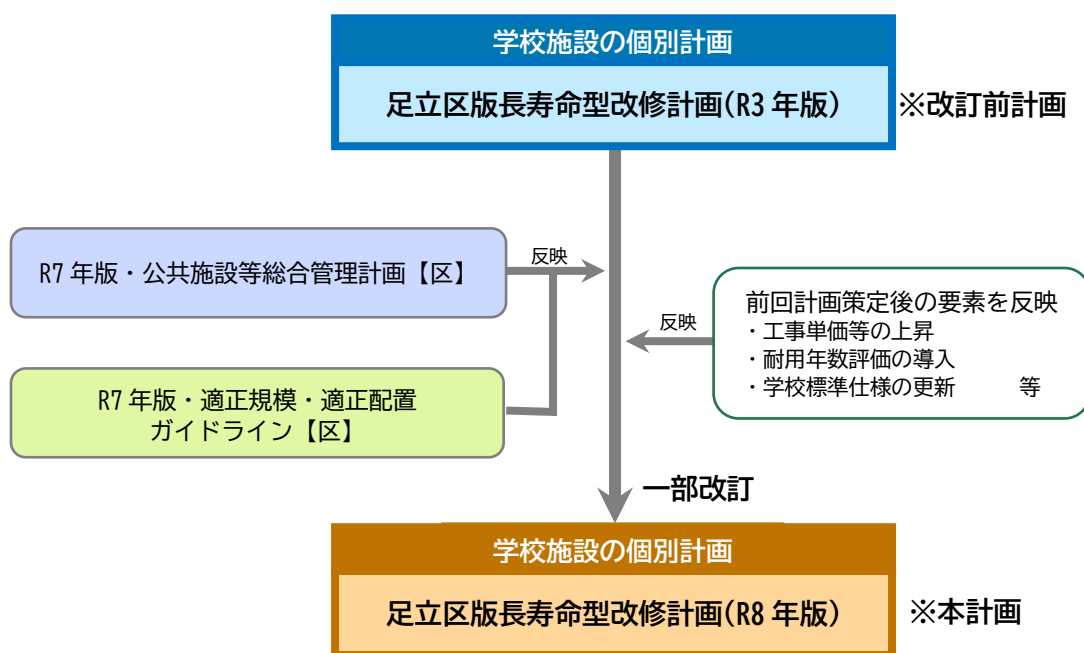 学校施設の個別計画
足立区版長寿命型改修計画(R3 年版)
※改訂前計画
R7 年版・公共施設等総合管理計画【区】
反映
R7 年版・適正規模・適正配置
ガイドライン【区】
反映
前回計画策定後の要素を反映
・工事単価等の上昇
・耐用年数評価の導入
・学校標準仕様の更新　　等
一部改訂
学校施設の個別計画
足立区版長寿命型改修計画(R8 年版)
※本計画